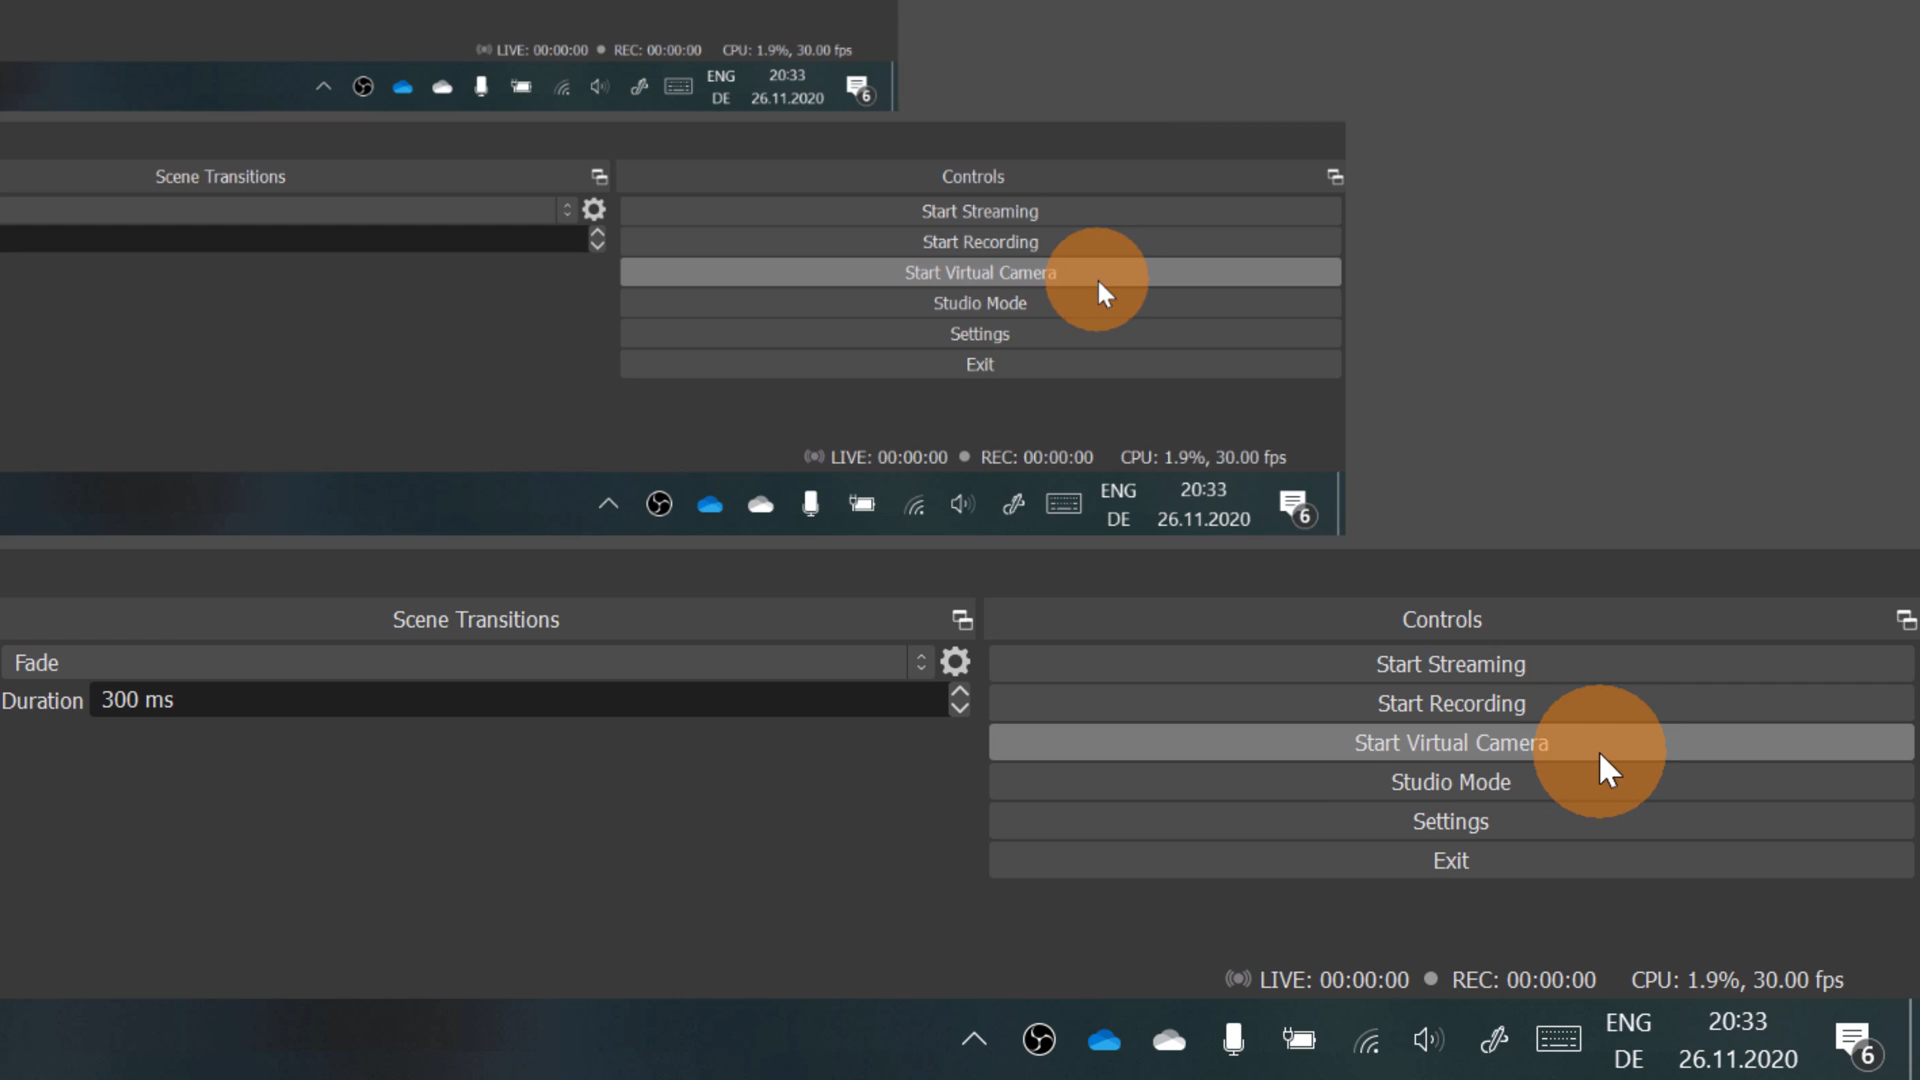 LIVE: 00:00:00 REC: 00:00:00 CPU: 1.9%, 30.00 fps
ENG 20:33
DE 26.11.2020 6
Scene Transitions Controls
Start Streaming
Start Recording
Start Virtual Camera
Studio Mode
Settings
Exit
LIVE: 00:00:00 REC: 00:00:00 CPU: 1.9%, 30.00 fps
ENG 20:33
DE 26.11.2020 6
Scene Transitions Controls
Fade Start Streaming
Duration 300 ms Start Recording
Start Virtual Camera
Studio Mode
Settings
Exit
LIVE: 00:00:00 REC: 00:00:00 CPU: 1.9%, 30.00 fps
ENG 20:33
DE 26.11.2020 6